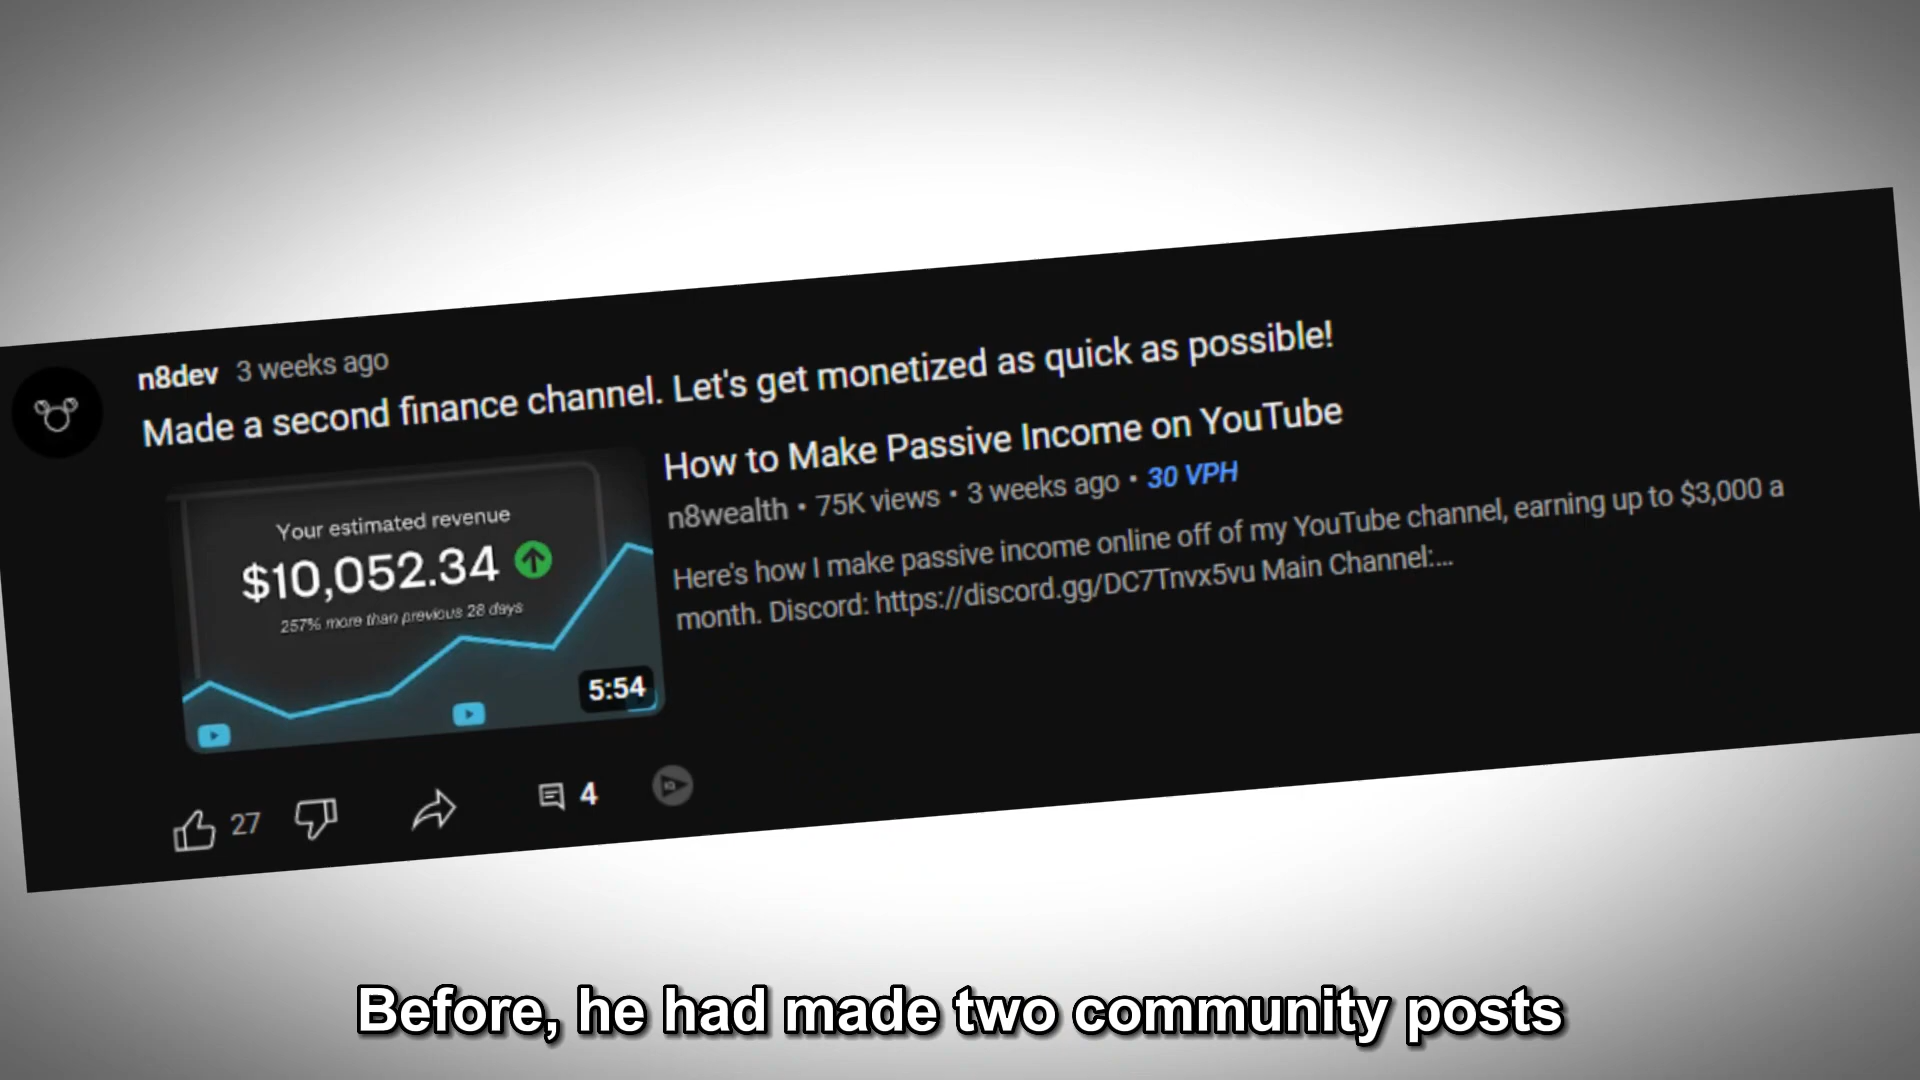 n8dev 3 weeks ago
Made a second finance channel. Let's get monetized as quick as possible!
Your estimated revenue
$10,052.34
257% more than previous 28 days
5:54
How to Make Passive Income on YouTube
n8wealth • 75K views • 3 weeks ago • 30 VPH
Here's how I make passive income online off of my YouTube channel, earning up to $3,000 a
month. Discord: https://discord.gg/DC7Tnvx5vu Main Channel:...
27
4
Before, he had made two community posts